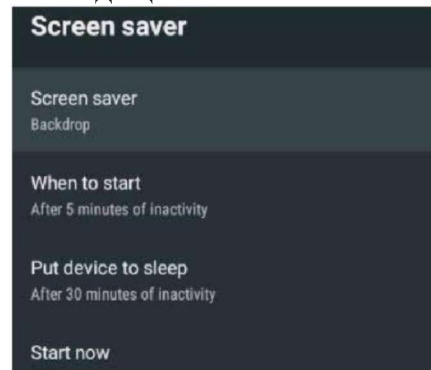 Screen saver
Screen saver
Backdrop
When to start
After 5 minutes of inactivity
Put device to sleep
After 30 minutes of inactivity
Start now